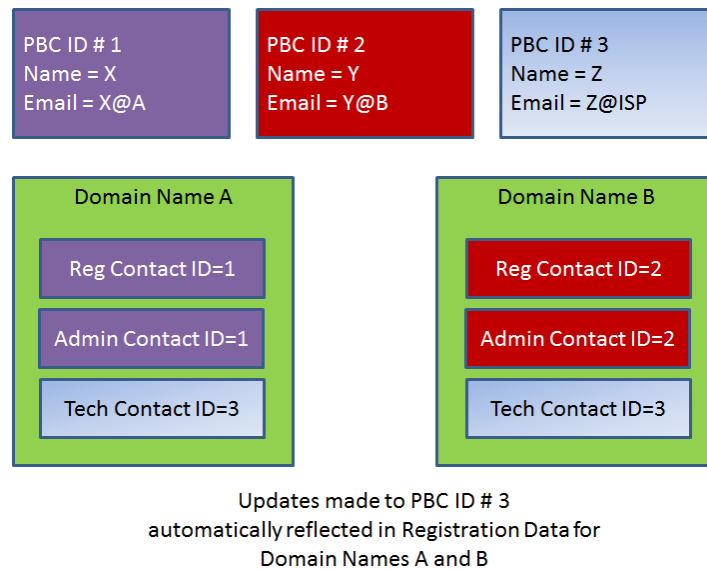 PBC ID # 1
Name = X
Email = X@A
PBC ID # 2
Name = Y
Email = Y@B
PBC ID # 3
Name = Z
Email = Z@ISP
Domain Name A
Reg Contact ID=1
Admin Contact ID=1
Tech Contact ID=3
Domain Name B
Reg Contact ID=2
Admin Contact ID=2
Tech Contact ID=3
Updates made to PBC ID # 3
automatically reflected in Registration Data for
Domain Names A and B